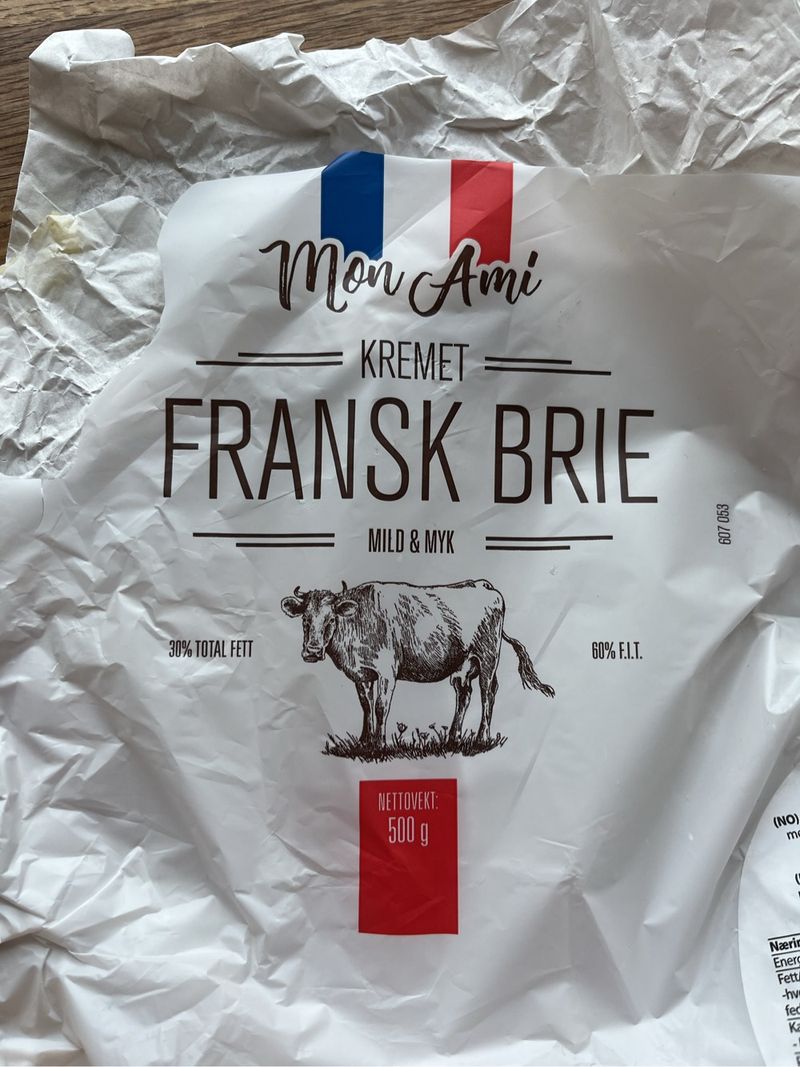 Mon Ami
KREMET
FRANSK BRIE
MILD & MYK
607 053
30% TOTAL FETT
60% F.I.T.
NETTOVEKT:
500 g
(NO)